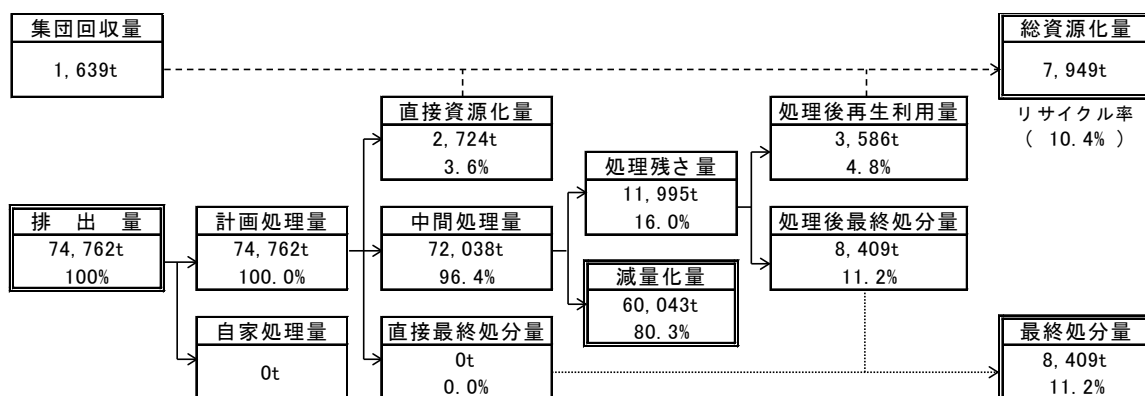 集団回収量
1,639t
総資源化量
7,949t
リサイクル率
( 10.4% )
直接資源化量
2,724t
3.6%
処理後再生利用量
3,586t
4.8%
処理残さ量
11,995t
16.0%
排 出 量
74,762t
100%
計画処理量
74,762t
100.0%
中間処理量
72,038t
96.4%
処理後最終処分量
8,409t
11.2%
減量化量
60,043t
80.3%
自家処理量
0t
直接最終処分量
0t
0.0%
最終処分量
8,409t
11.2%